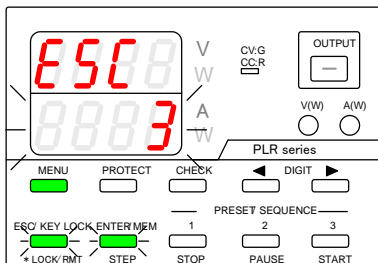 ESC
V
W
3
A
W
CV:G
CC:R
OUTPUT
V(W) A(W)
PLR series
MENU PROTECT CHECK ◀ DIGIT ▶
PRESET/ SEQUENCE
ESC/ KEY LOCK ENTER/MEM 1 2 3
* LOCK/ RMT STEP STOP PAUSE START